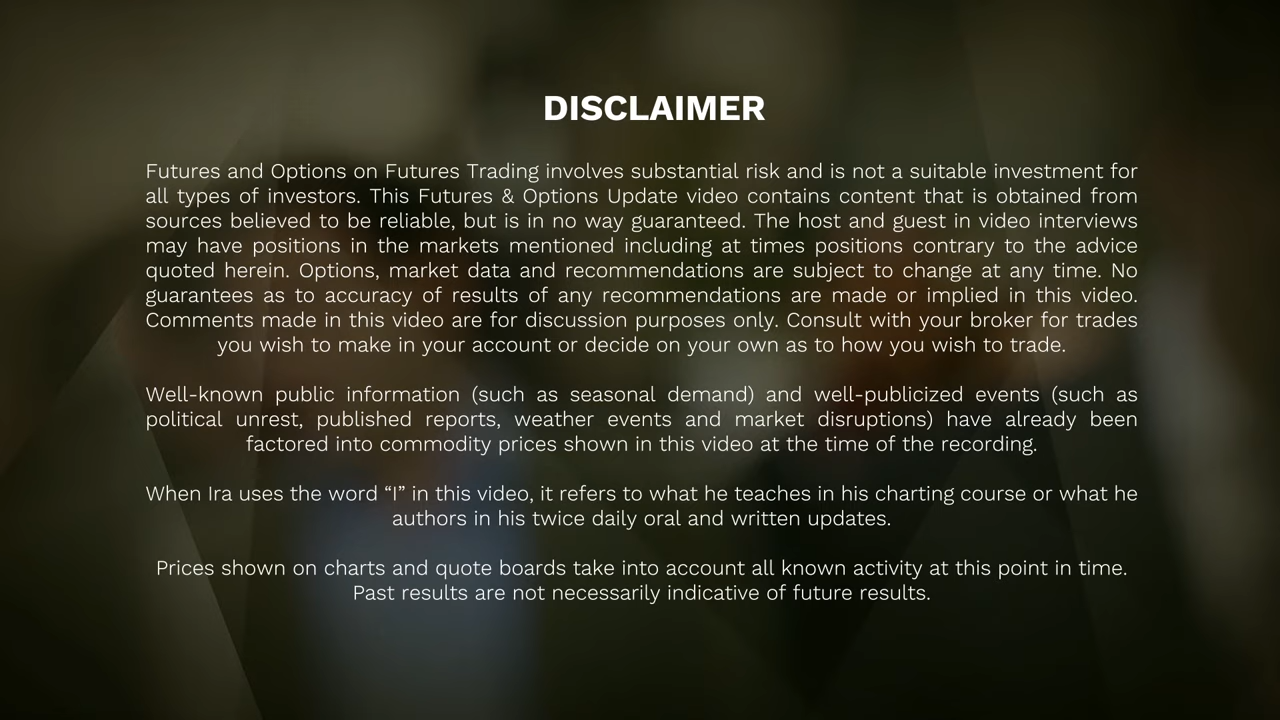 DISCLAIMER
Futures and Options on Futures Trading involves substantial risk and is not a suitable investment for
all types of investors. This Futures & Options Update video contains content that is obtained from
sources believed to be reliable, but is in no way guaranteed. The host and guest in video interviews
may have positions in the markets mentioned including at times positions contrary to the advice
quoted herein. Options, market data and recommendations are subject to change at any time. No
guarantees as to accuracy of results of any recommendations are made or implied in this video.
Comments made in this video are for discussion purposes only. Consult with your broker for trades
you wish to make in your account or decide on your own as to how you wish to trade.
Well-known public information (such as seasonal demand) and well-publicized events (such as
political unrest, published reports, weather events and market disruptions) have already been
factored into commodity prices shown in this video at the time of the recording.
When Ira uses the word “I” in this video, it refers to what he teaches in his charting course or what he
authors in his twice daily oral and written updates.
Prices shown on charts and quote boards take into account all known activity at this point in time.
Past results are not necessarily indicative of future results.